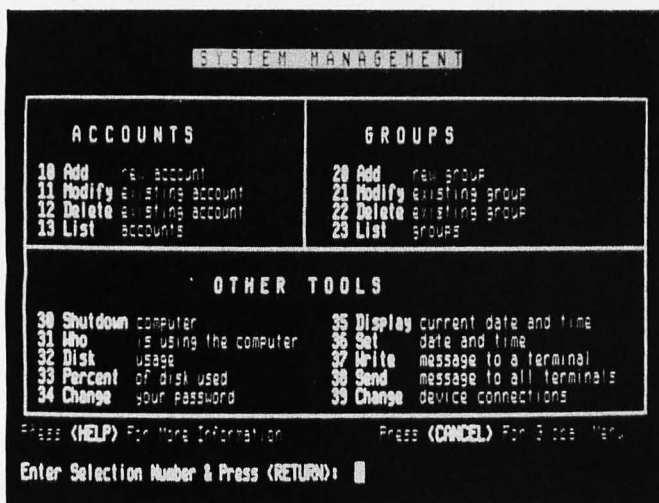 SYSTEM MANAGEMENT
ACCOUNTS
10 Add new account
11 Modify existing account
12 Delete existing account
13 List accounts
GROUPS
20 Add new group
21 Modify existing group
22 Delete existing group
23 List groups
OTHER TOOLS
30 Shutdown computer
31 Who is using the computer
32 Disk usage
33 Percent of disk used
34 Change your password
35 Display current date and time
36 Set date and time
37 Write message to a terminal
38 Send message to all terminals
39 Change device connections
Press <HELP> For More Information
Press <CANCEL> For Global Menu
Enter Selection Number & Press <RETURN>: